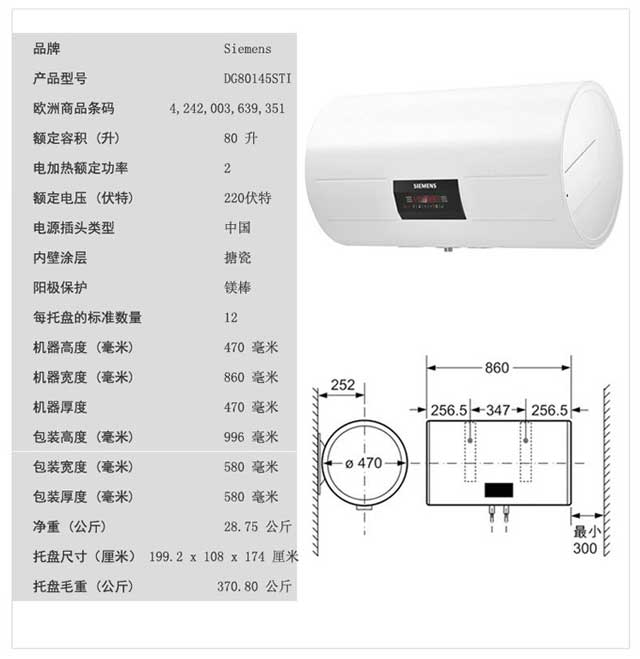 品牌 Siemens
产品型号 DG80145STI
欧洲商品条码 4,242,003,639,351
额定容积 (升) 80 升
电加热额定功率 2
额定电压 (伏特) 220伏特
电源插头类型 中国
内壁涂层 搪瓷
阳极保护 镁棒
每托盘的标准数量 12
机器高度 (毫米) 470 毫米
机器宽度 (毫米) 860 毫米
机器厚度 470 毫米
包装高度 (毫米) 996 毫米
包装宽度 (毫米) 580 毫米
包装厚度 (毫米) 580 毫米
净重 (公斤) 28.75 公斤
托盘尺寸 (厘米) 199.2 x 108 x 174 厘米
托盘毛重 (公斤) 370.80 公斤
SIEMENS
860
252
256.5 347 256.5
ø 470
最小
300